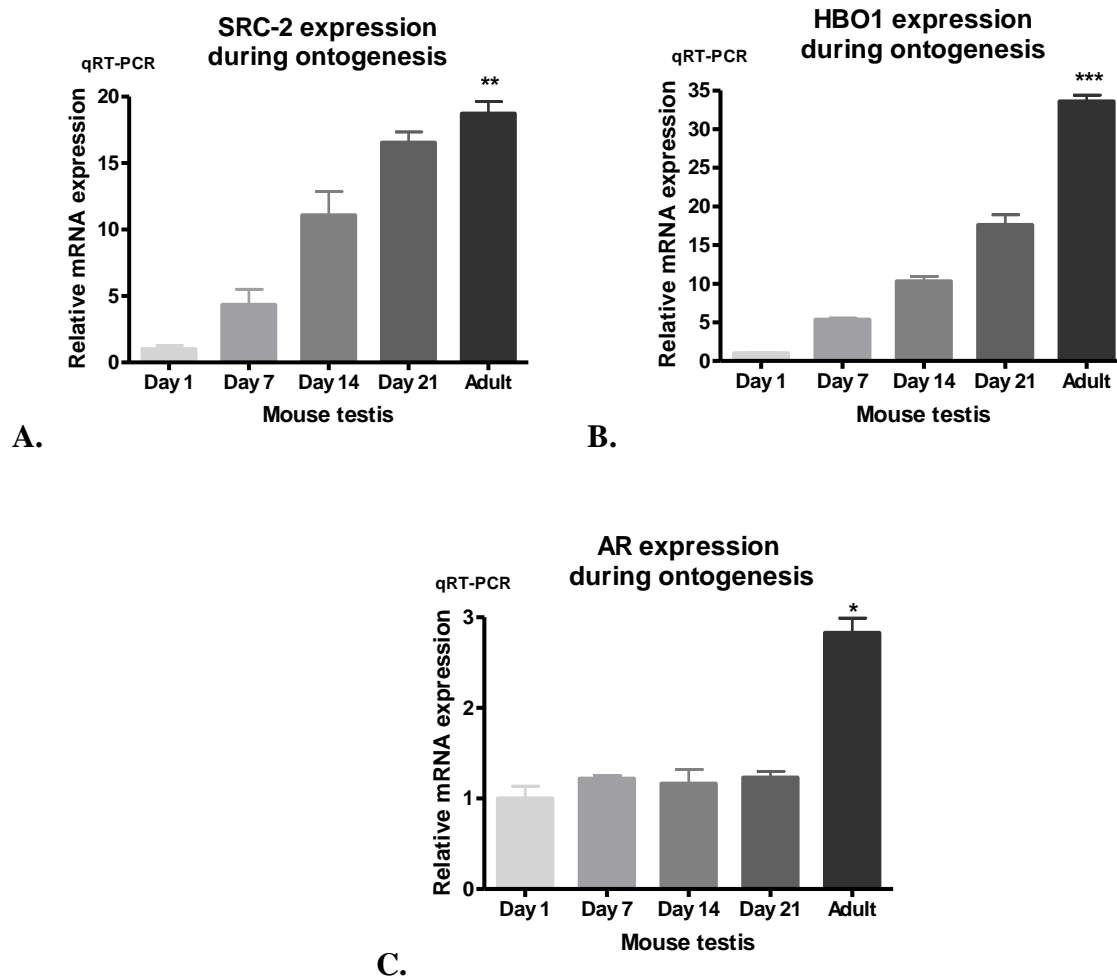 SRC-2 expression
during ontogenesis
qRT-PCR
**
Relative mRNA expression
20
15
10
5
0
Day 1 Day 7 Day 14 Day 21 Adult
Mouse testis
A.
HBO1 expression
during ontogenesis
qRT-PCR
***
Relative mRNA expression
35
30
25
20
15
10
5
0
Day 1 Day 7 Day 14 Day 21 Adult
Mouse testis
B.
AR expression
during ontogenesis
qRT-PCR
*
Relative mRNA expression
3
2
1
0
Day 1 Day 7 Day 14 Day 21 Adult
Mouse testis
C.